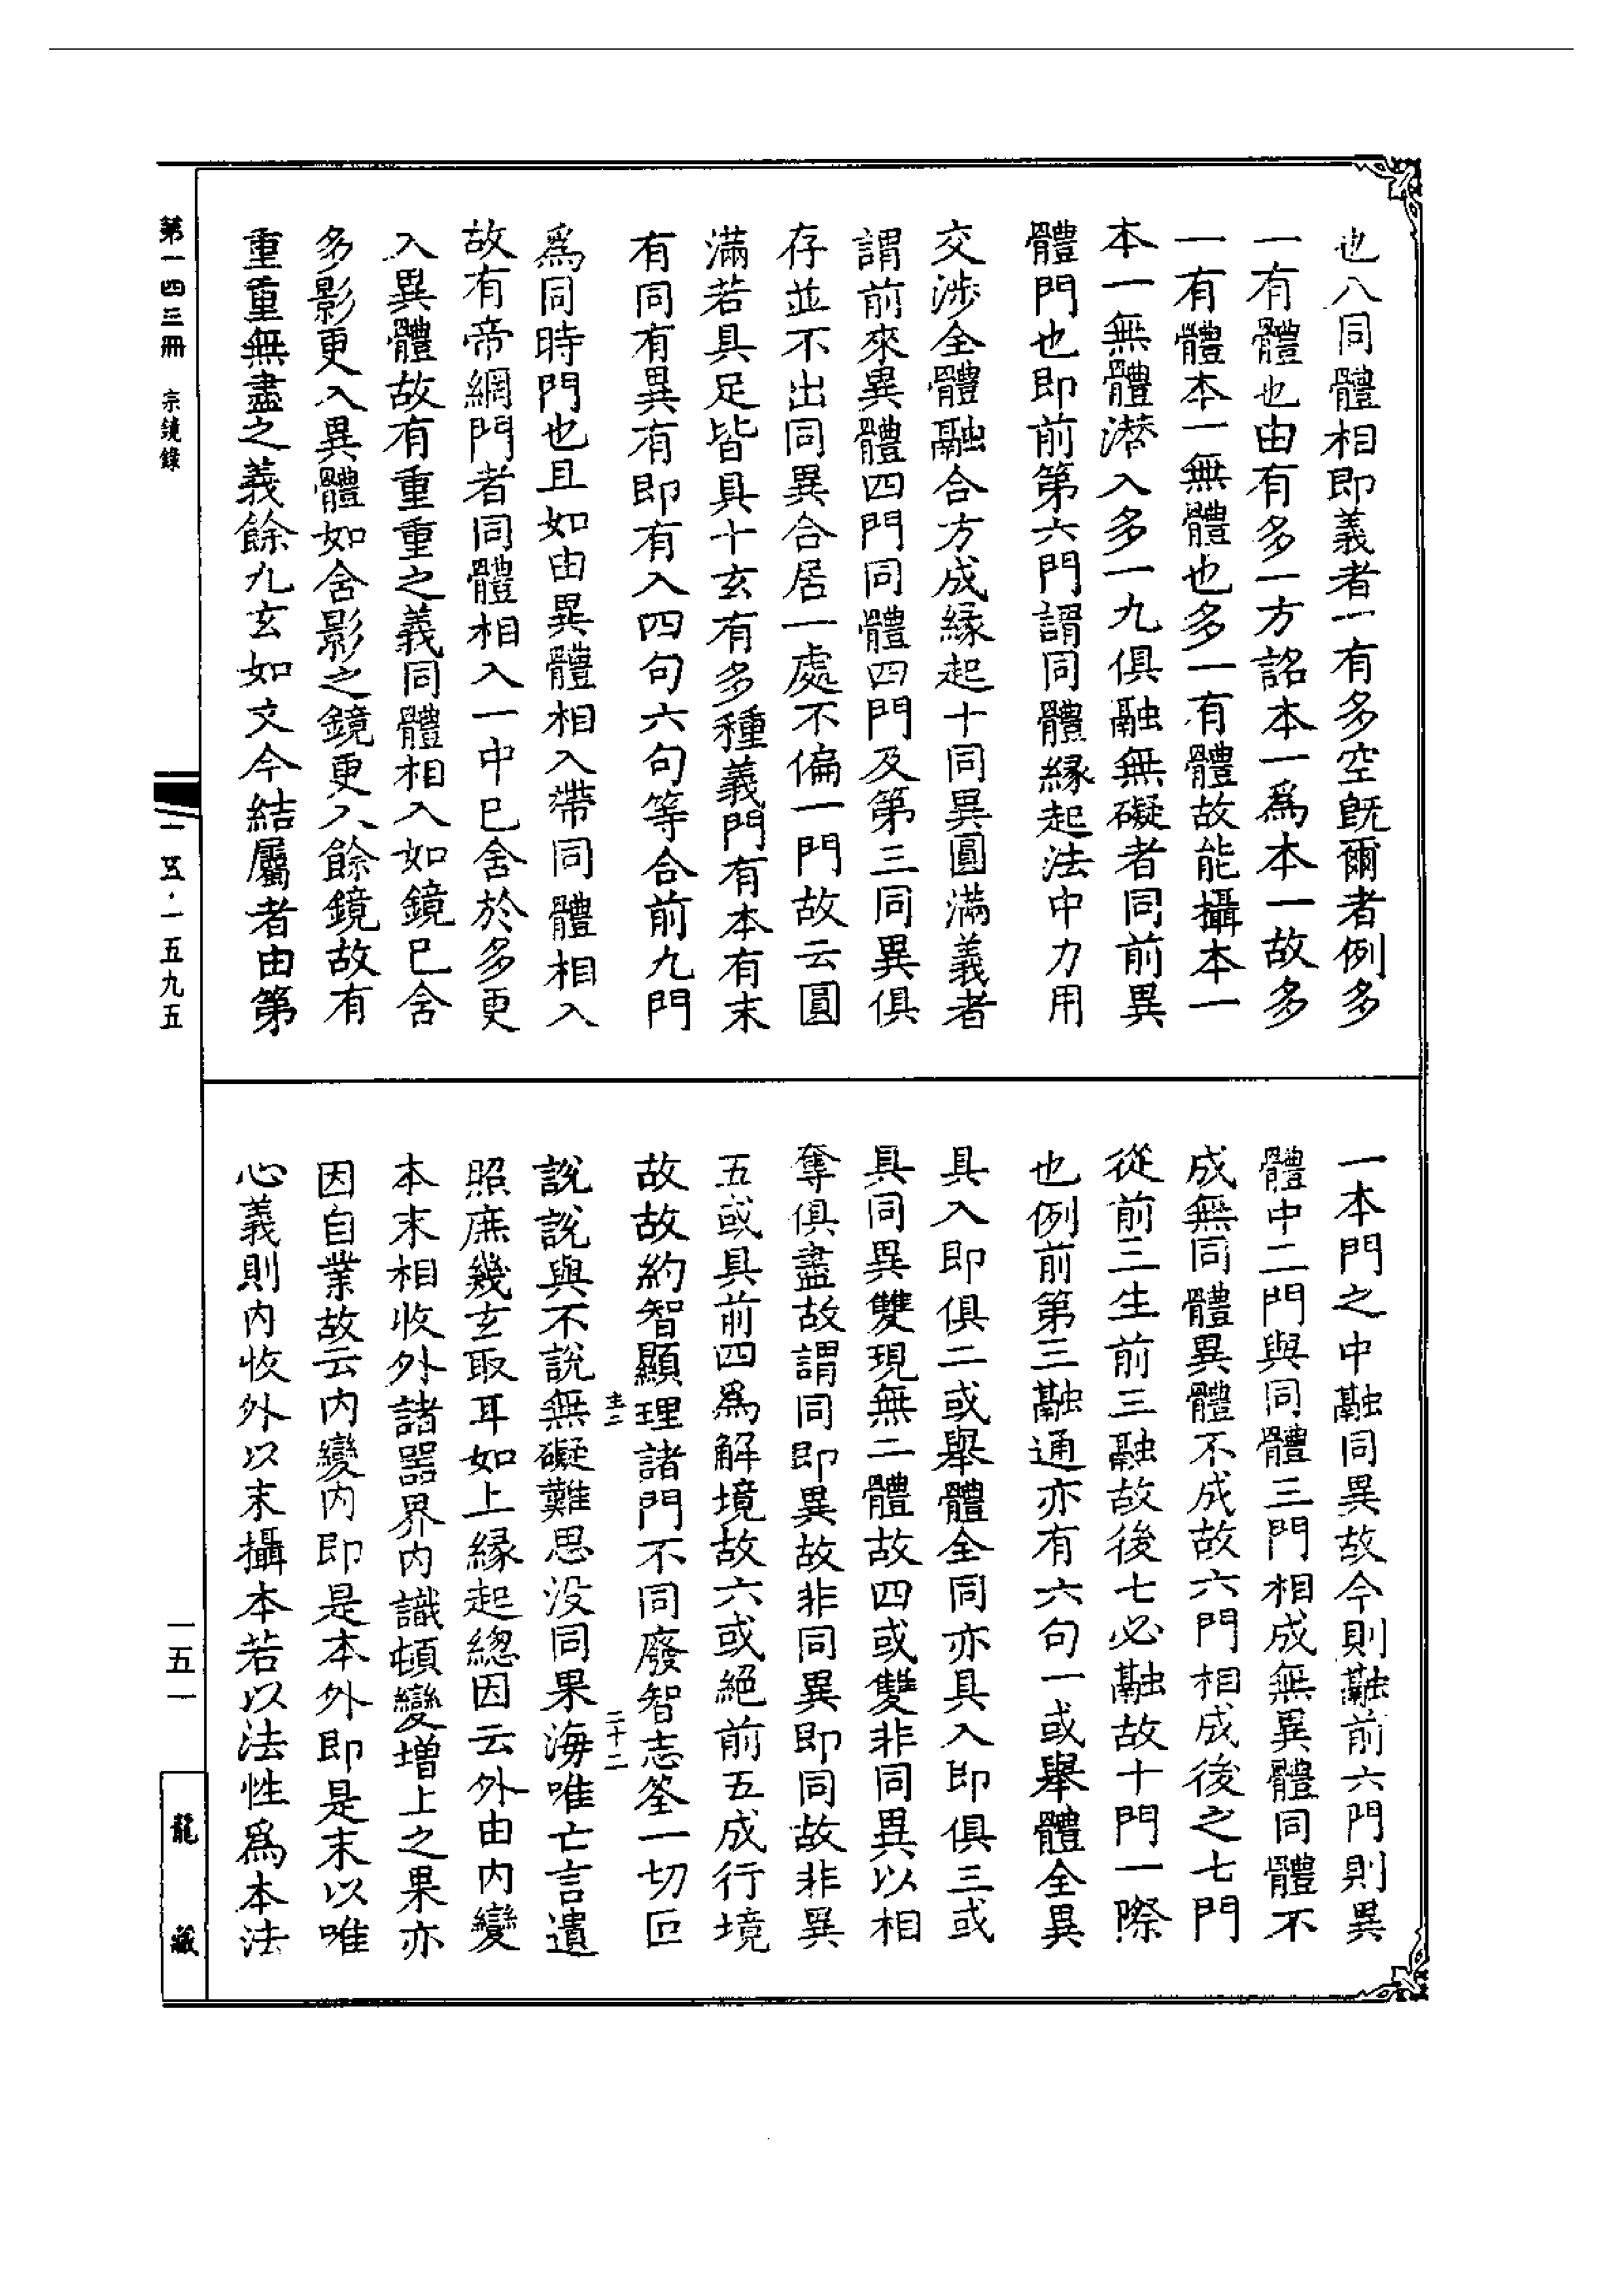 也八同體相即義者一有多空既爾者例多
一有體也由有多一方詺本一爲本一故多
一有體本一無體也多一有體故能攝本一
本一無體潜入多一九俱融無礙者同前異
體門也即前第六門謂同體緣起法中力用
交渉全體融合方成緣起十同異圓滿義者
謂前來異體四門同體四門及第三同異俱
存並不出同異合居一處不偏一門故云圓
滿若具足皆具十玄有多種義門有本有末
有同有異有即有入四句六句等合前九門
爲同時門也且如由異體相入帶同體相入
故有帝網門者同體相入一中巳舍於多更
入異體故有重重之義同體相入如鏡巳含
多影更入異體如含影之鏡更入餘鏡故有
重重無盡之義餘九玄如文今結屬者由第
一本門之中融同異故今則融前六門則異
體中二門與同體三門相成無異體同體不
成無同體異體不成故六門相成後之七門
從前三生前三融故後七必融故十門一際
也例前第三融通亦有六句一或舉體全異
具入即俱二或舉體全同亦具入即俱三或
具同異雙現無二體故四或雙非同異以相
奪俱盡故謂同即異故非同異即同故非異
五或具前四爲解境故六或絕前五成行境
故故約智顯理諸門不同廢智忘筌一切叵
說說與不說無礙難思没同果海唯亡言遺
圭二
二十二
照庶幾玄取耳如上緣起總因云外由內變
本末相收外諸器界内識頓變增上之果亦
因自業故云内變内即是本外即是末以唯
心義則内收外以末攝本若以法性爲本法
第一四三冊 宗鏡錄
一五·一五九五
一五一
龍藏